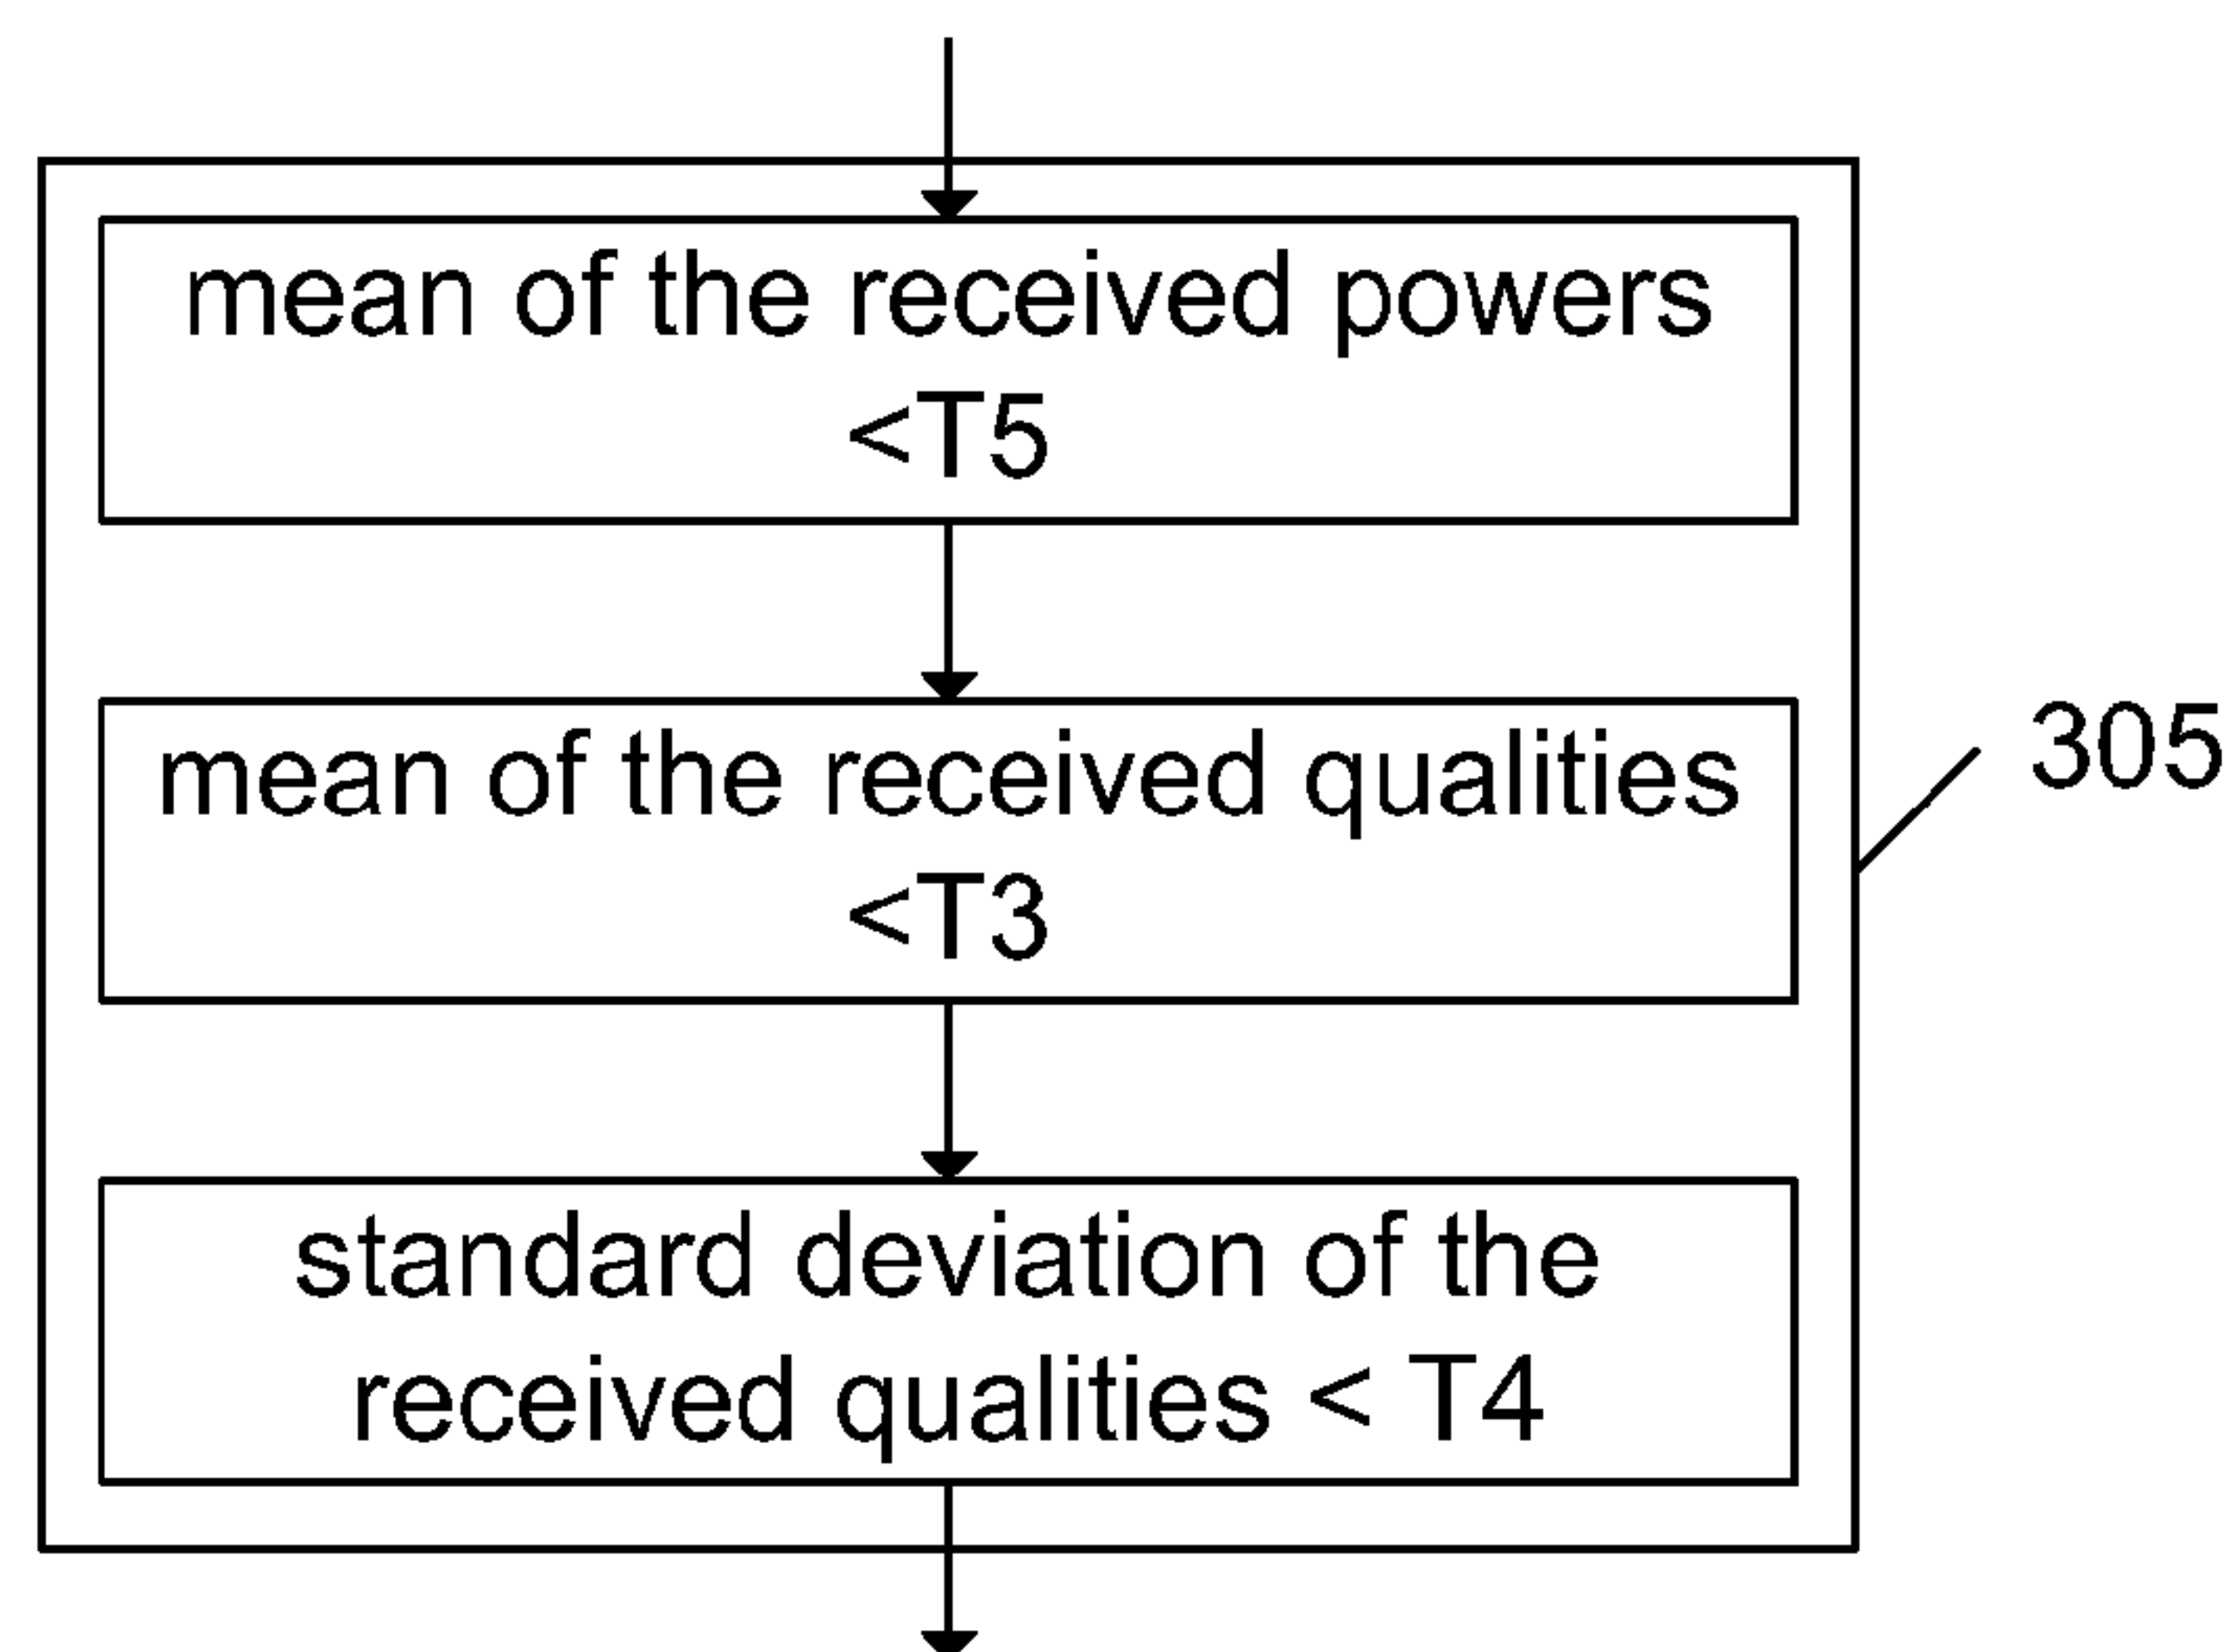 mean of the received powers
<T5
mean of the received qualities
<T3
305
standard deviation of the
received qualities < T4